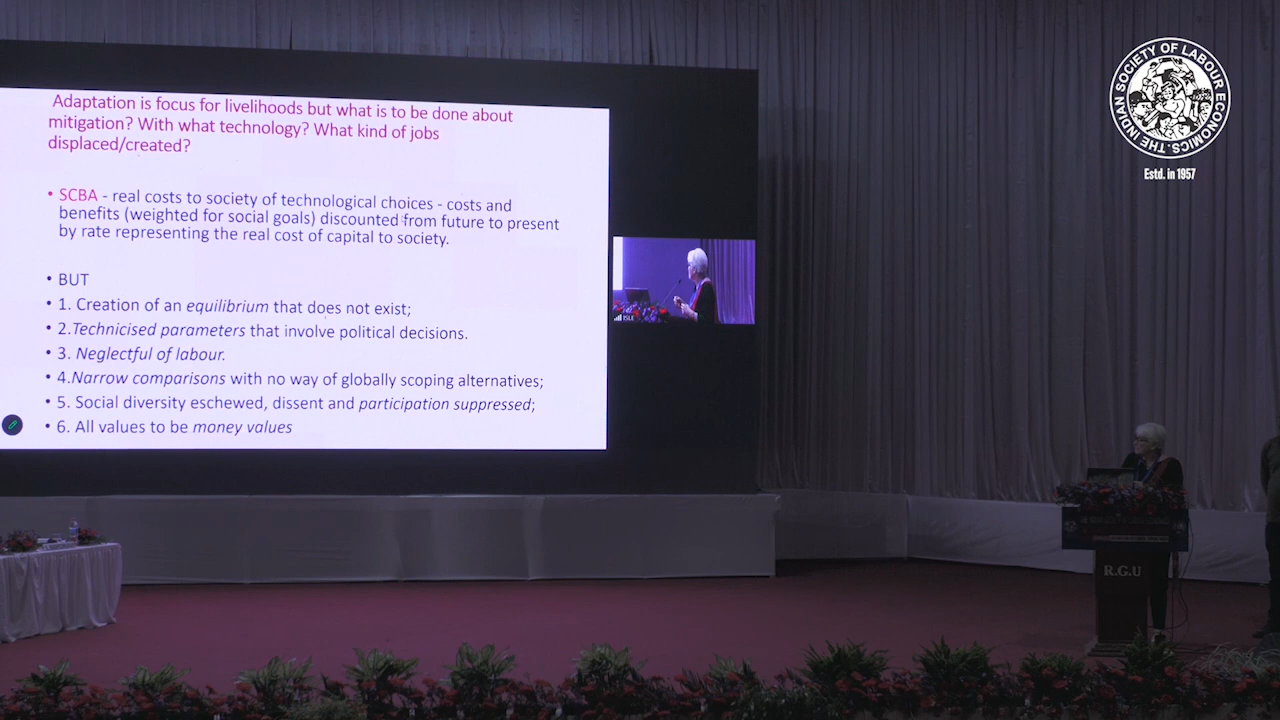 Adaptation is focus for livelihoods but what is to be done about
mitigation? With what technology? What kind of jobs
displaced/created?
• SCBA - real costs to society of technological choices - costs and
benefits (weighted for social goals) discounted from future to present
by rate representing the real cost of capital to society.
• BUT
• 1. Creation of an equilibrium that does not exist;
• 2.Technicised parameters that involve political decisions.
• 3. Neglectful of labour.
• 4.Narrow comparisons with no way of globally scoping alternatives;
• 5. Social diversity eschewed, dissent and participation suppressed;
• 6. All values to be money values
ISLE
THE INDIAN SOCIETY OF LABOUR ECONOMICS.
Estd. in 1957
R.G.U